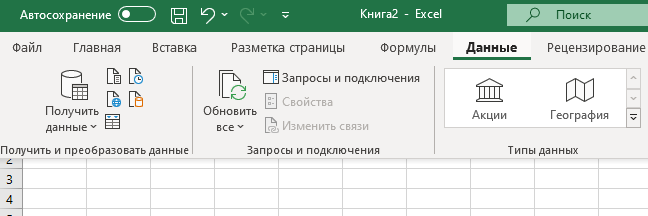 Автосохранение
Книга2 - Excel
Поиск
Файл Главная Вставка Разметка страницы Формулы Данные Рецензирование
Получить данные
Обновить все
Запросы и подключения
Свойства
Изменить связи
Акции
География
Получить и преобразовать данные
Запросы и подключения
Типы данных
2
3
4